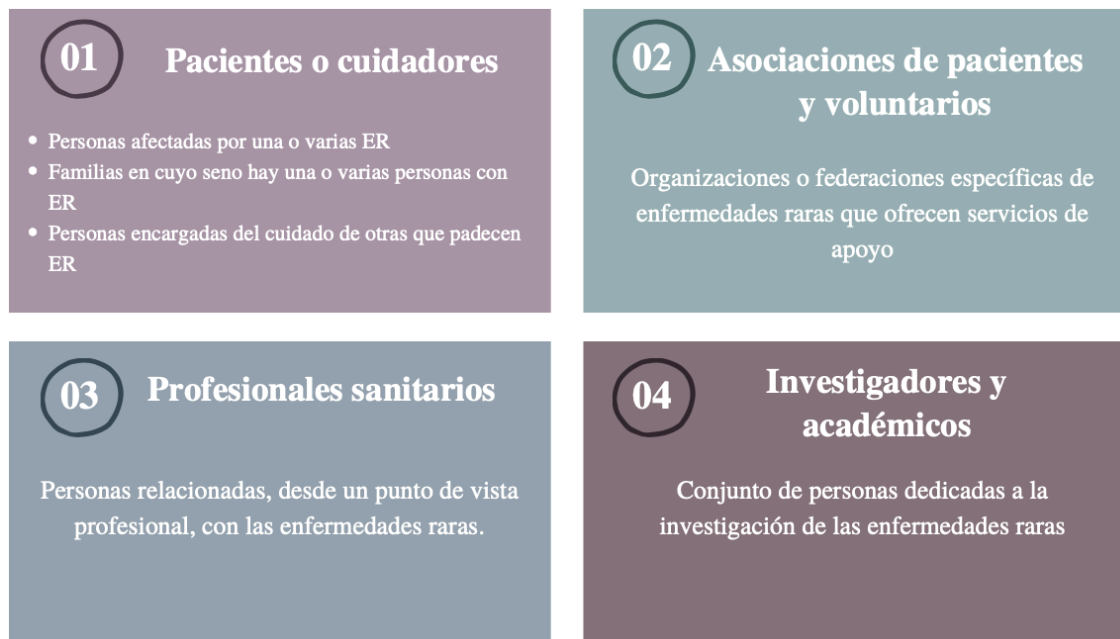 01
Pacientes o cuidadores
• Personas afectadas por una o varias ER
• Familias en cuyo seno hay una o varias personas con
ER
• Personas encargadas del cuidado de otras que padecen
ER
02
Asociaciones de pacientes
y voluntarios
Organizaciones o federaciones específicas de
enfermedades raras que ofrecen servicios de
apoyo
03
Profesionales sanitarios
Personas relacionadas, desde un punto de vista
profesional, con las enfermedades raras.
04
Investigadores y
académicos
Conjunto de personas dedicadas a la
investigación de las enfermedades raras